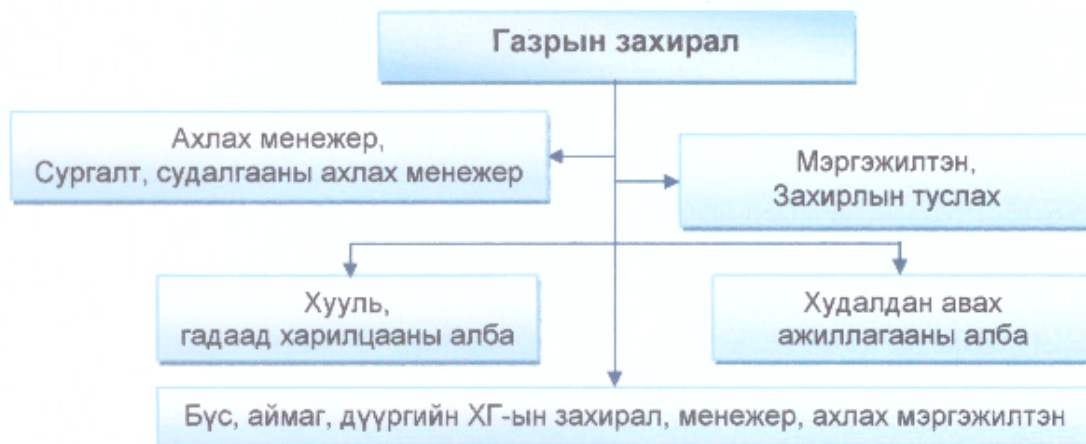 Газрын захирал
Ахлах менежер,
Сургалт, судалгааны ахлах менежер
Мэргэжилтэн,
Захирлын туслах
Хууль,
гадаад харилцааны алба
Худалдан авах
ажиллагааны алба
Бүс, аймаг, дүүргийн ХГ-ын захирал, менежер, ахлах мэргэжилтэн